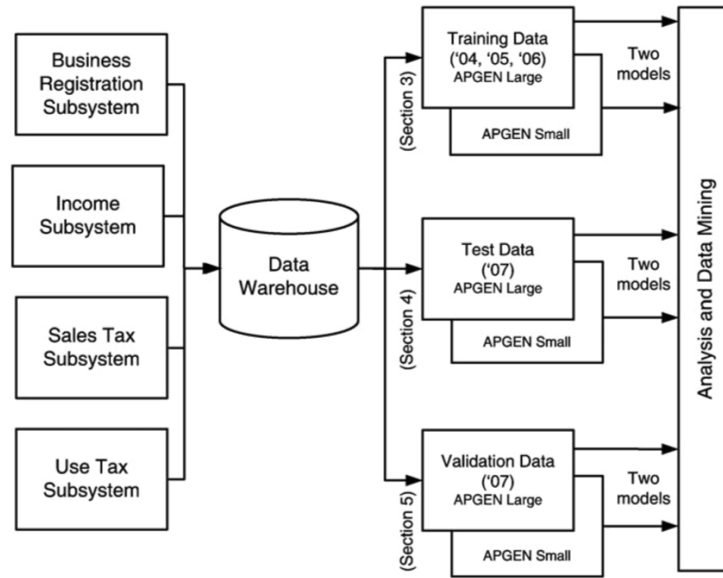 Business
Registration
Subsystem
Income
Subsystem
Sales Tax
Subsystem
Use Tax
Subsystem
Data
Warehouse
(Section 3)
Training Data
(‘04, ‘05, ‘06)
APGEN Large
APGEN Small
Two
models
(Section 4)
Test Data
(‘07)
APGEN Large
APGEN Small
Two
models
(Section 5)
Validation Data
(‘07)
APGEN Large
APGEN Small
Two
models
Analysis and Data Mining